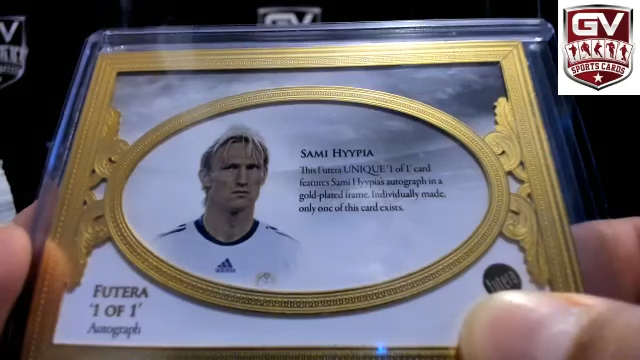 GV
SPORTS CARDS
SAMI HYYPIA
This Futera UNIQUE '1 of 1' card
features Sami Hyypia's autograph in a
gold-plated frame. Individually made,
only one of this card exists.
adidas
FUTERA
'1 OF 1'
Autograph
futera